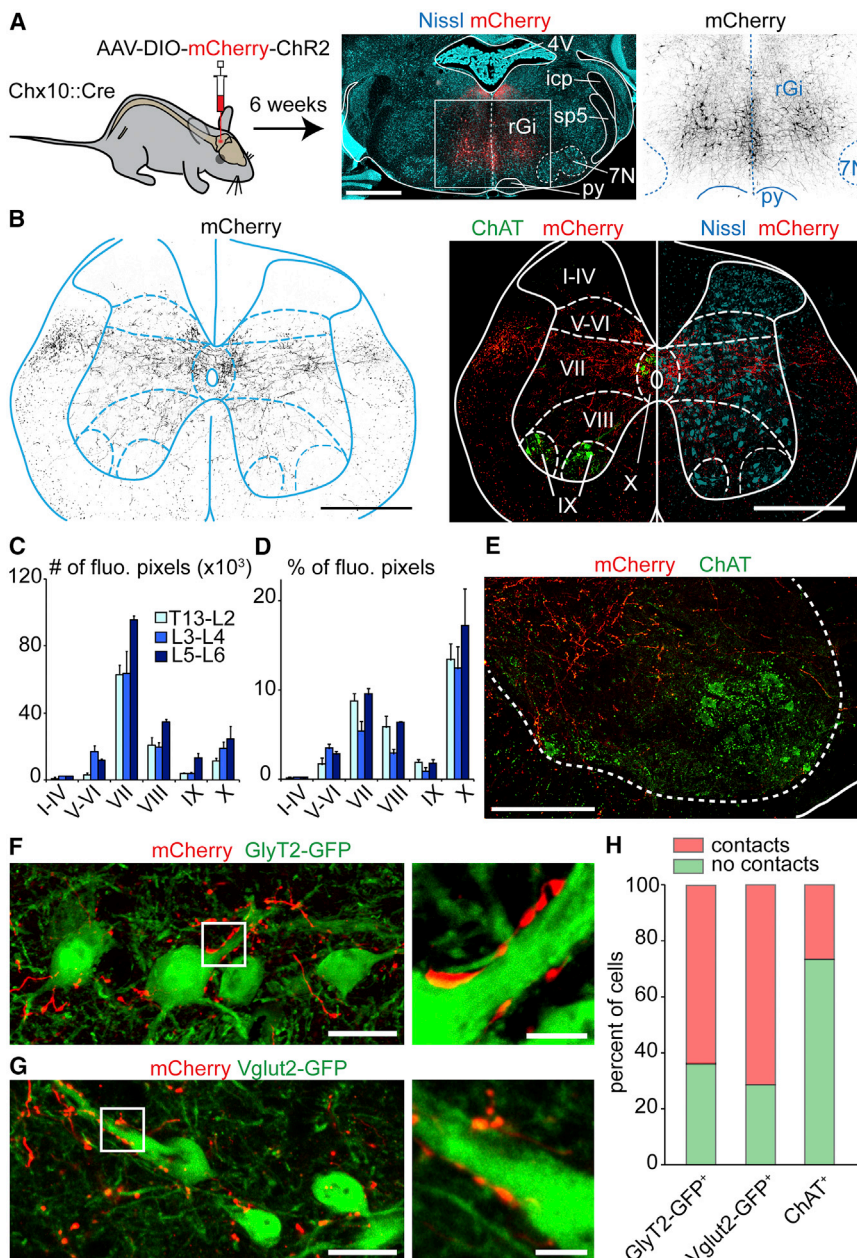 A
AAV-DIO-mCherry-ChR2
Chx10::Cre
6 weeks
Nissl mCherry
4V
icp
sp5
rGi
7N
py
mCherry
rGi
7N
py
B
mCherry
ChAT mCherry
Nissl mCherry
I-IV
V-VI
VII
VIII
IX
X
C
# of fluo. pixels (x10³)
120
80
40
0
T13-L2
L3-L4
L5-L6
I-IV
V-VI
VII
VIII
IX
X
D
% of fluo. pixels
20
10
0
I-IV
V-VI
VII
VIII
IX
X
E
mCherry ChAT
F
mCherry GlyT2-GFP
G
mCherry Vglut2-GFP
H
contacts
no contacts
percent of cells
100
80
60
40
20
0
GlyT2-GFP⁺
Vglut2-GFP⁺
ChAT⁺